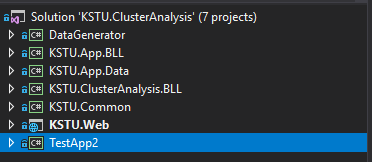 Solution 'KSTU.ClusterAnalysis' (7 projects)
C# DataGenerator
C# KSTU.App.BLL
C# KSTU.App.Data
C# KSTU.ClusterAnalysis.BLL
C# KSTU.Common
KSTU.Web
C# TestApp2